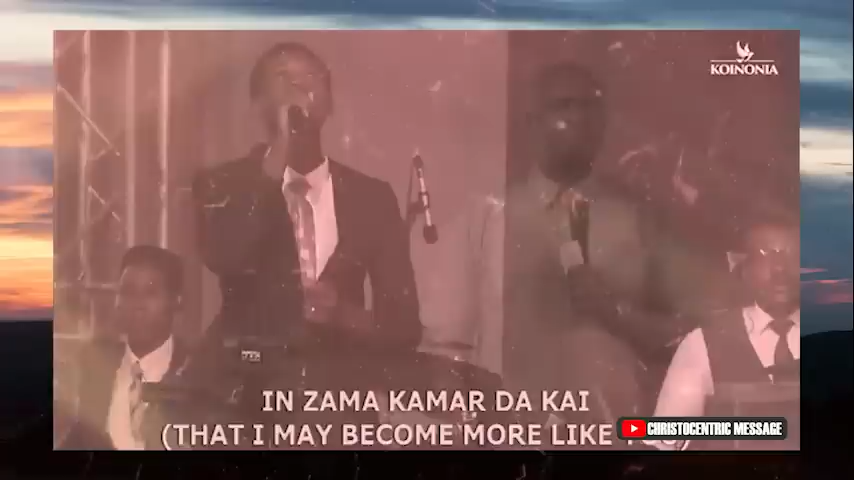 KOINONIA
IN ZAMA KAMAR DA KAI
(THAT I MAY BECOME MORE LIKE
CHRISTOCENTRIC MESSAGE